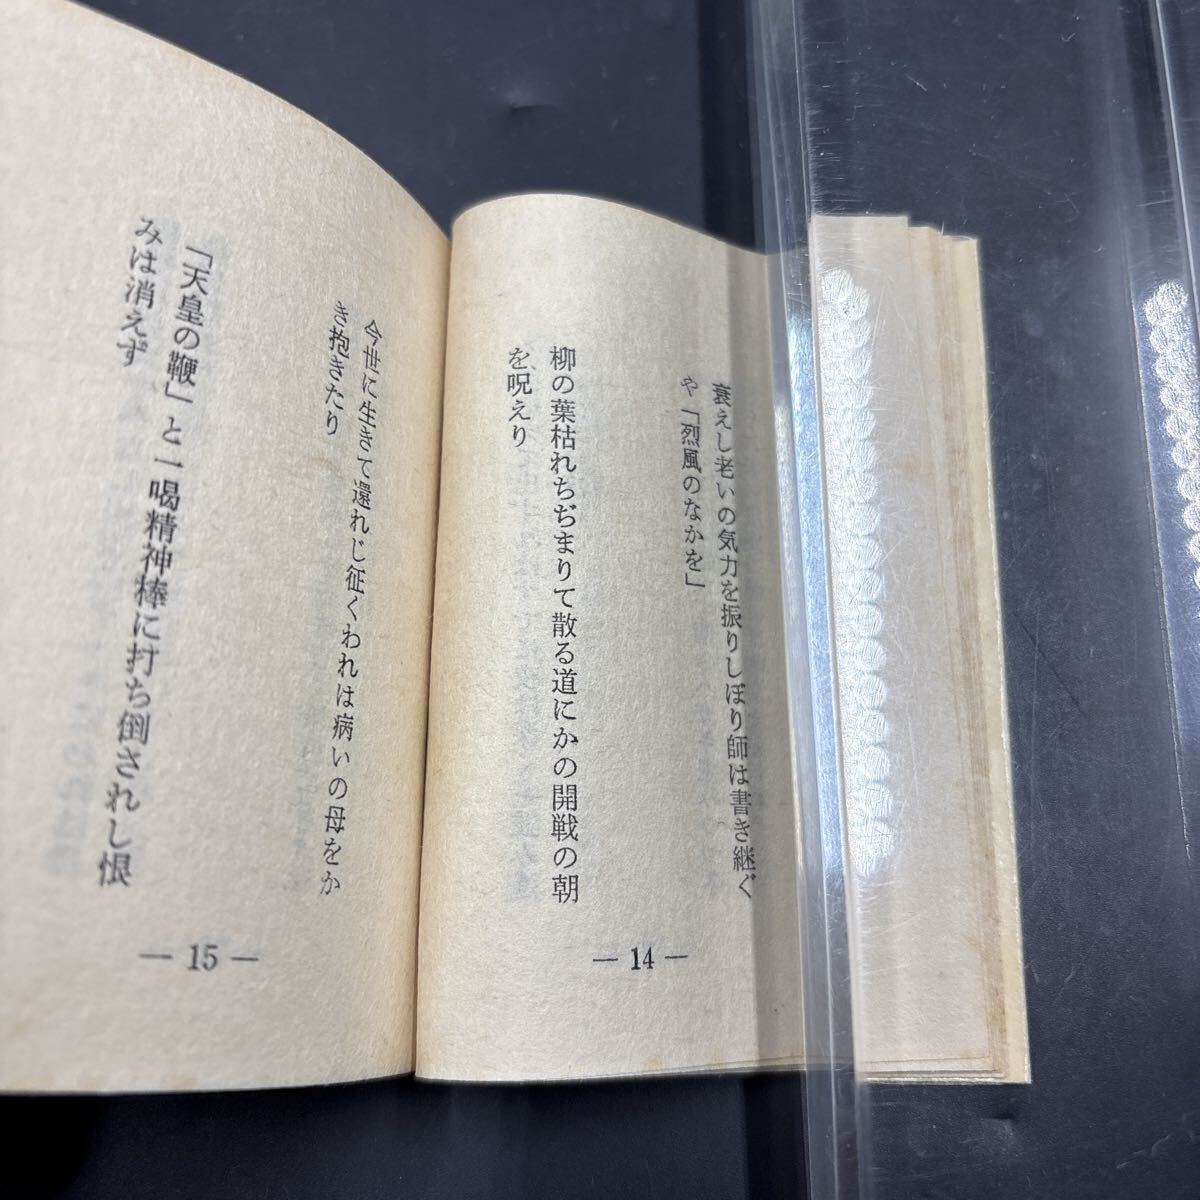 衰えし老いの気力を振りしぼり師は書き継ぐ
や「烈風のなかを」
柳の葉枯れちぢまりて散る道にかの開戦の朝
を呪えり
— 14 —
今世に生きて還れじ征くわれは病いの母をか
き抱きたり
「天皇の鞭」と一喝精神棒に打ち倒されし恨
みは消えず
— 15 —